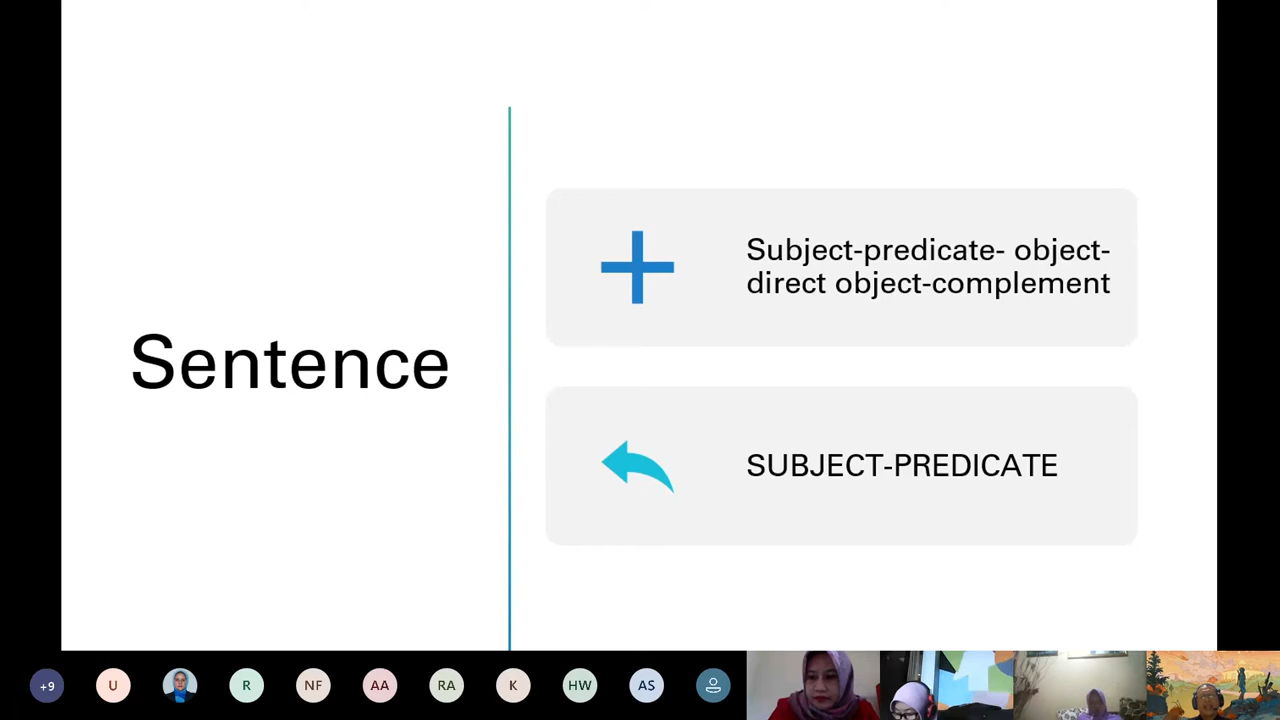 Sentence
Subject-predicate- object-
direct object-complement
SUBJECT-PREDICATE
+9
U
R
NF
AA
RA
K
HW
AS